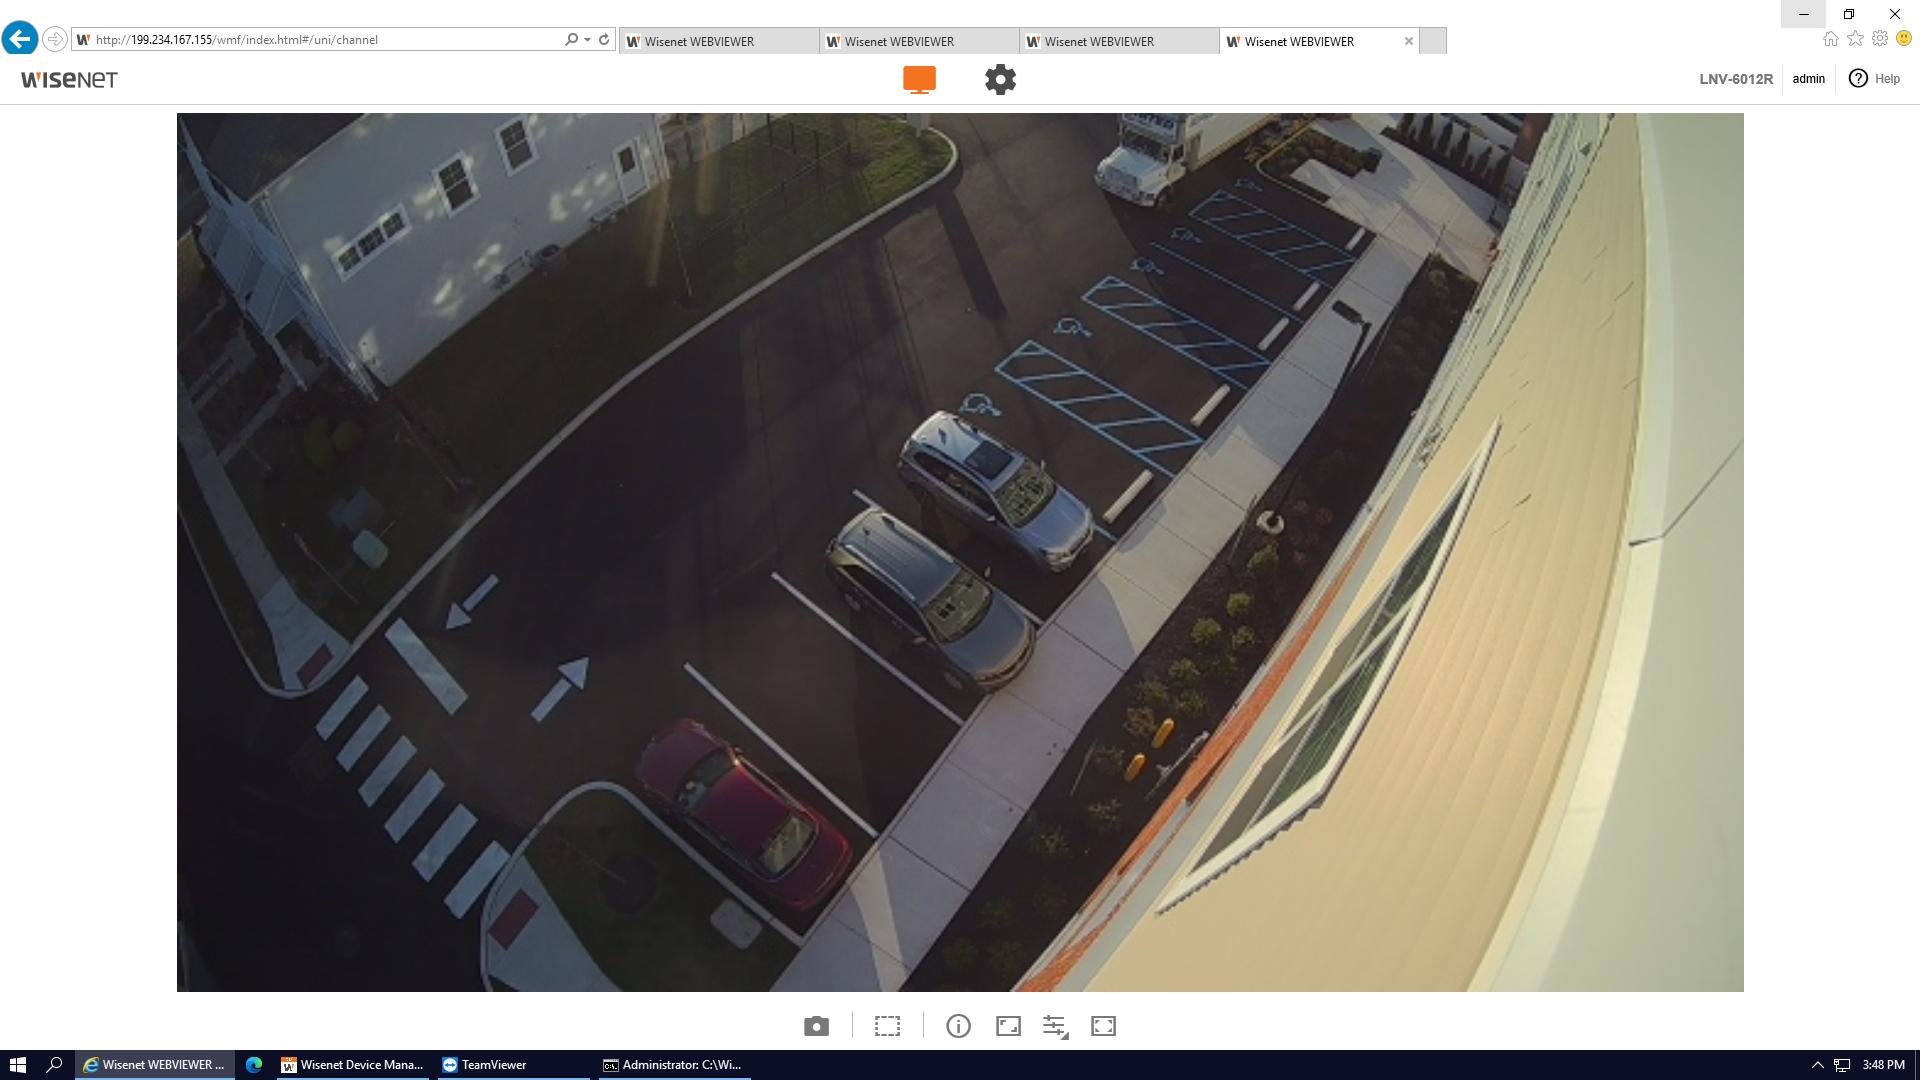 http://199.234.167.155/wmf/index.html#/uni/channel
Wisenet WEBVIEWER
Wisenet WEBVIEWER
Wisenet WEBVIEWER
Wisenet WEBVIEWER
WISENET
LNV-6012R
admin
Help
Wisenet WEBVIEWER ...
Wisenet Device Mana...
TeamViewer
Administrator: C:\Wi...
3:48 PM